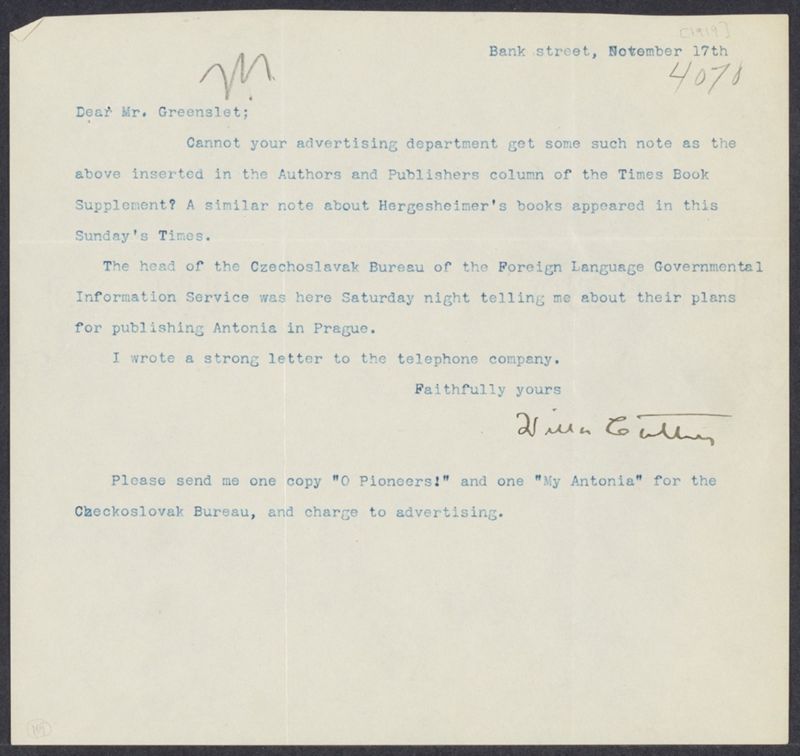 [1919]
Bank street, November 17th
4070
M
Dear Mr. Greenslet;
Cannot your advertising department get some such note as the
above inserted in the Authors and Publishers column of the Times Book
Supplement? A similar note about Hergesheimer's books appeared in this
Sunday's Times.
The head of the Czechoslavak Bureau of the Foreign Language Governmental
Information Service was here Saturday night telling me about their plans
for publishing Antonia in Prague.
I wrote a strong letter to the telephone company.
Faithfully yours
Willa Cather
Please send me one copy "O Pioneers!" and one "My Antonia" for the
Czeckoslovak Bureau, and charge to advertising.